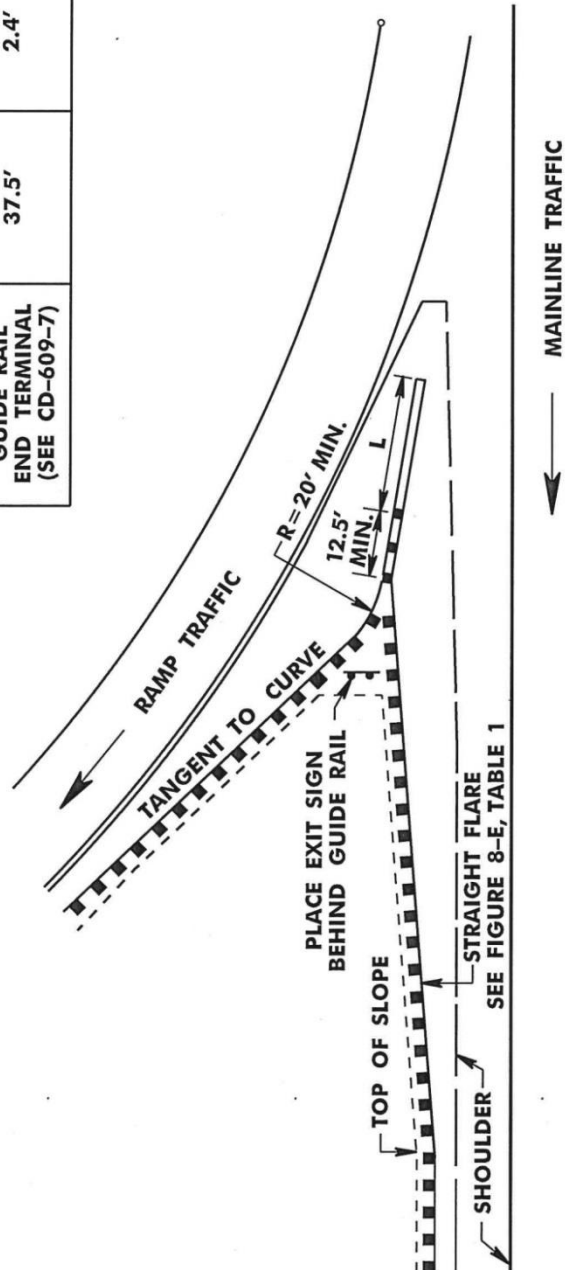 GUIDE RAIL
END TERMINAL
(SEE CD-609-7)
37.5'
2.4'
RAMP TRAFFIC
R = 20' MIN.
12.5'
MIN.
L
TANGENT TO CURVE
PLACE EXIT SIGN
BEHIND GUIDE RAIL
TOP OF SLOPE
STRAIGHT FLARE
SEE FIGURE 8-E, TABLE 1
SHOULDER
MAINLINE TRAFFIC